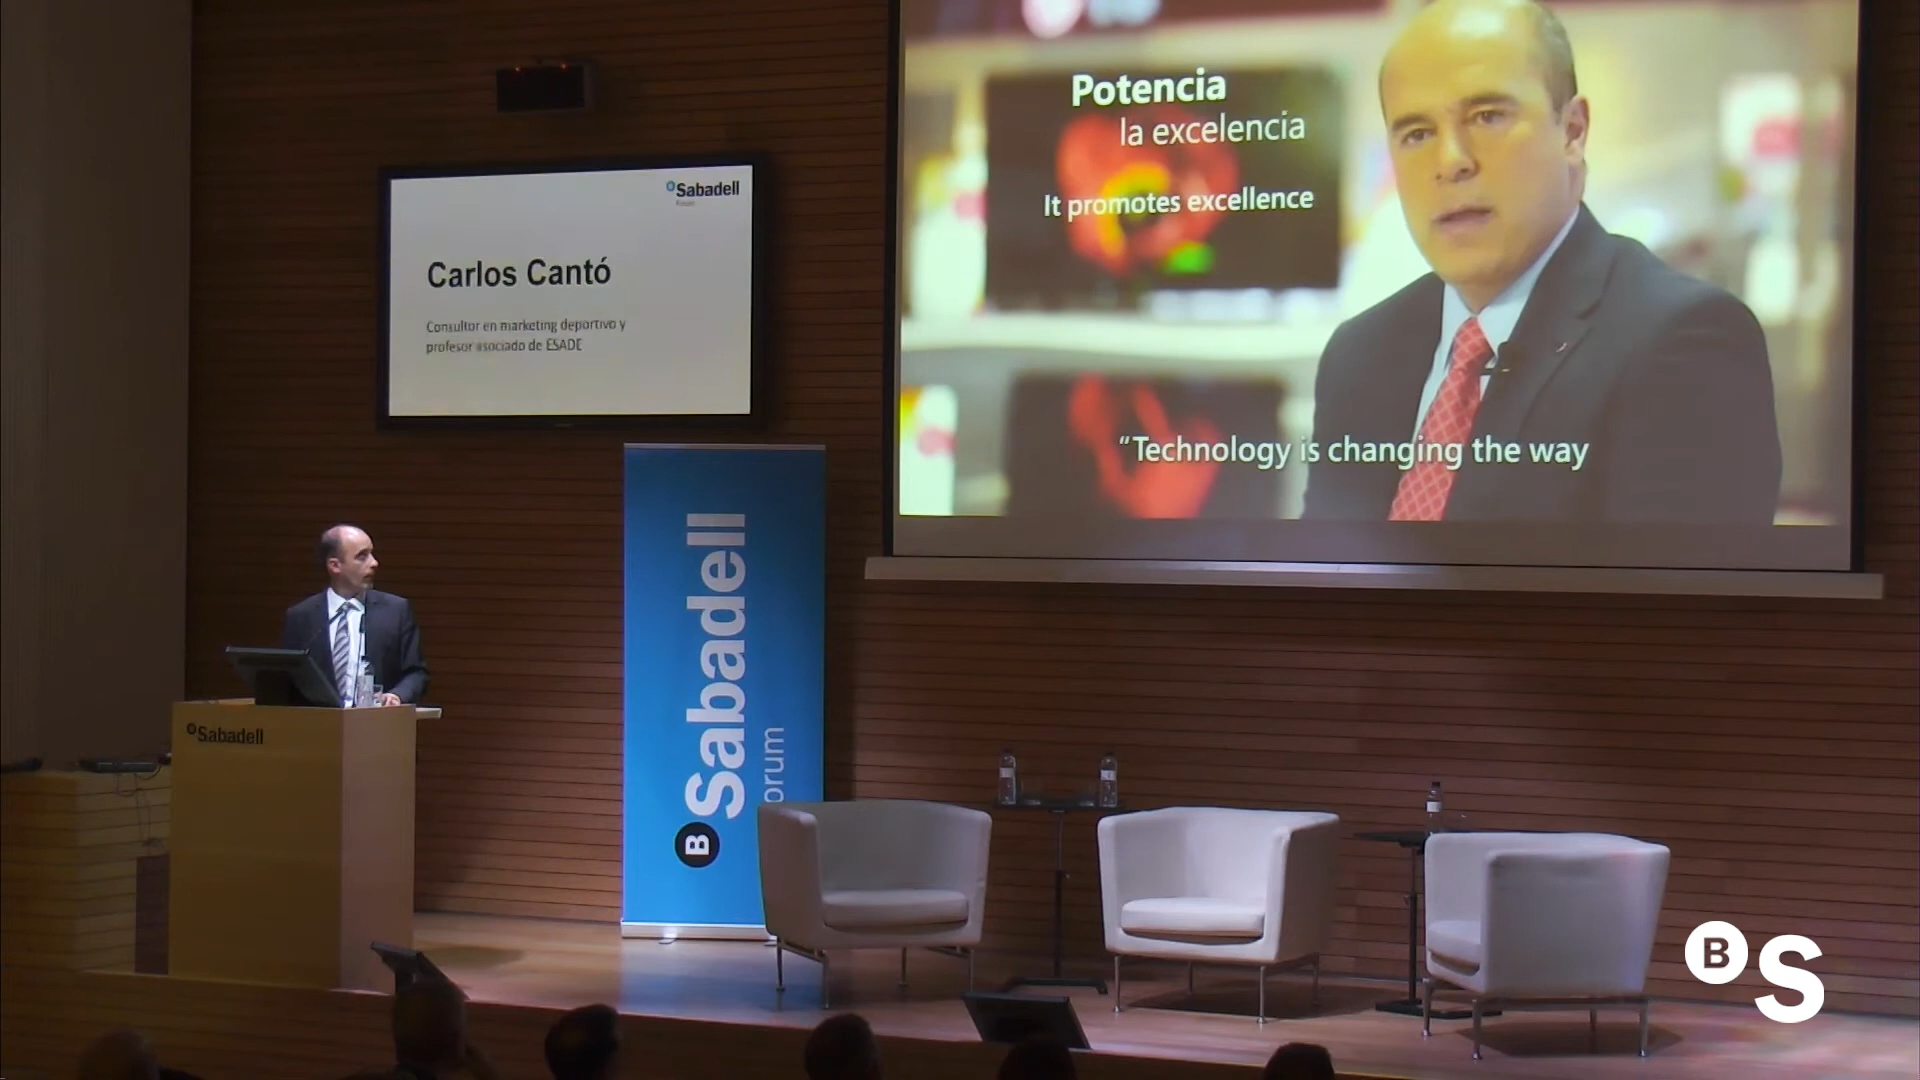 Potencia
la excelencia
It promotes excellence
“Technology is changing the way
B Sabadell
Forum
Carlos Cantó
Consultor en marketing deportivo y
profesor asociado de ESADE
Sabadell
B Sabadell
orum
B S